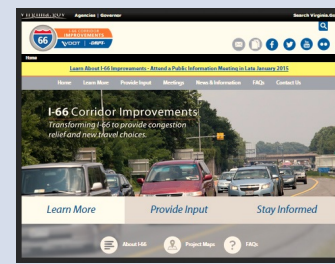 VIRGINIA.GOV Agencies | Governor Search Virginia.Gov
66 I-66 CORRIDOR IMPROVEMENTS
VDOT DRPT
Home
Learn About I-66 Improvements - Attend a Public Information Meeting in Late January 2015
Home Learn More Provide Input Meetings News & Information FAQs Contact Us
I-66 Corridor Improvements
Transforming I-66 to provide congestion
relief and new travel choices.
Learn More Provide Input Stay Informed
About I-66 Project Maps ? FAQs